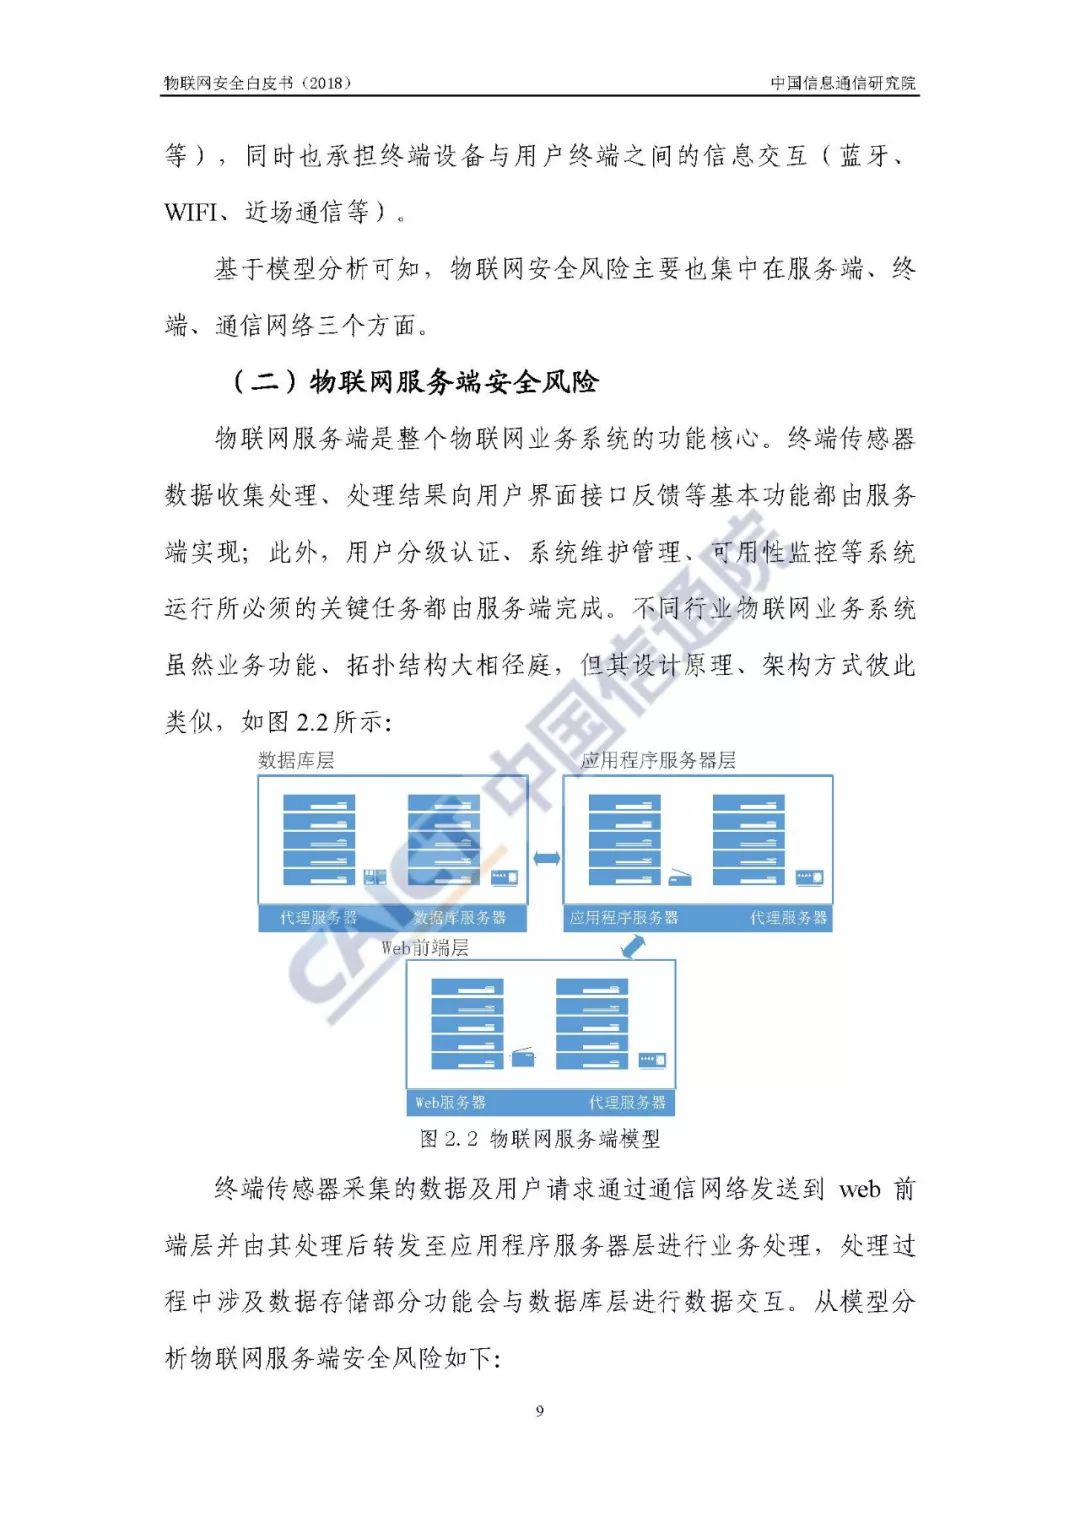 物联网安全白皮书（2018） 中国信息通信研究院
等），同时也承担终端设备与用户终端之间的信息交互（蓝牙、
WIFI、近场通信等）。
基于模型分析可知，物联网安全风险主要也集中在服务端、终
端、通信网络三个方面。
（二）物联网服务端安全风险
物联网服务端是整个物联网业务系统的功能核心。终端传感器
数据收集处理、处理结果向用户界面接口反馈等基本功能都由服务
端实现；此外，用户分级认证、系统维护管理、可用性监控等系统
运行所必须的关键任务都由服务端完成。不同行业物联网业务系统
虽然业务功能、拓扑结构大相径庭，但其设计原理、架构方式彼此
类似，如图 2.2 所示：
数据库层 应用程序服务器层
代理服务器 数据库服务器 应用程序服务器 代理服务器
Web前端层
Web服务器 代理服务器
图 2.2 物联网服务端模型
终端传感器采集的数据及用户请求通过通信网络发送到 web 前
端层并由其处理后转发至应用程序服务器层进行业务处理，处理过
程中涉及数据存储部分功能会与数据库层进行数据交互。从模型分
析物联网服务端安全风险如下：
9
CAICT 中国信通院